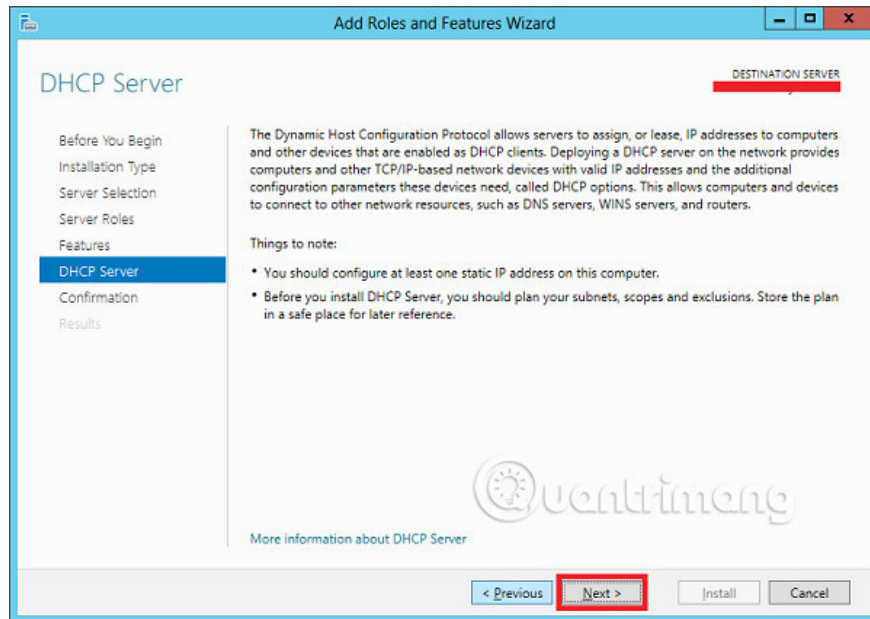 Add Roles and Features Wizard
DHCP Server
DESTINATION SERVER
Before You Begin
Installation Type
Server Selection
Server Roles
Features
DHCP Server
Confirmation
Results
The Dynamic Host Configuration Protocol allows servers to assign, or lease, IP addresses to computers
and other devices that are enabled as DHCP clients. Deploying a DHCP server on the network provides
computers and other TCP/IP-based network devices with valid IP addresses and the additional
configuration parameters these devices need, called DHCP options. This allows computers and devices
to connect to other network resources, such as DNS servers, WINS servers, and routers.
Things to note:
• You should configure at least one static IP address on this computer.
• Before you install DHCP Server, you should plan your subnets, scopes and exclusions. Store the plan
in a safe place for later reference.
Quantrimang
More information about DHCP Server
< Previous Next > Install Cancel